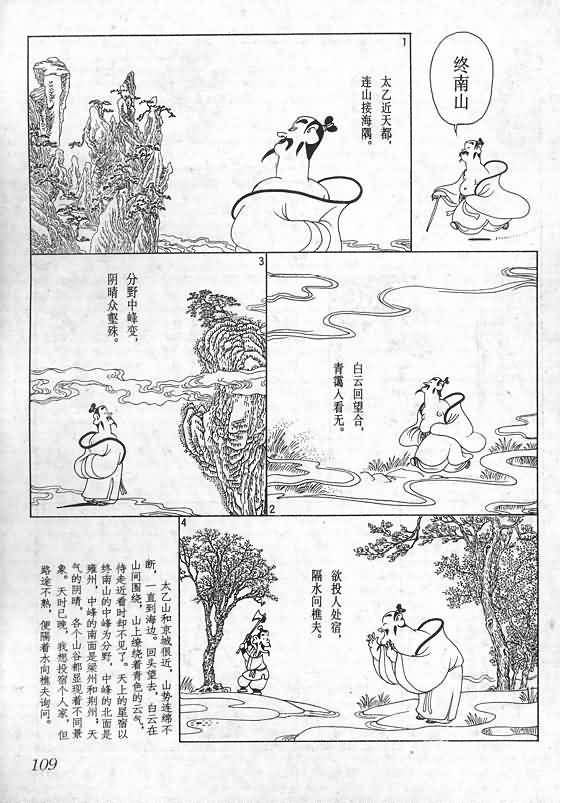 终南山
1
太乙近天都，
连山接海隅。
2
白云回望合，
青霭人看无。
3
分野中峰变，
阴晴众壑殊。
4
欲投人处宿，
隔水问樵夫。
太乙山和京城很近，山势连绵不
断，一直到海边。回头望去，白云在
山间围绕，山上缭绕着青色的云气，
待走近看时却不见了。天上的星宿以
终南山的中峰为分野，中峰的北面是
雍州，中峰的南面是梁州和荆州；天
气的阴晴，各个山谷都显现着不同景
象。天时已晚，我想投宿个人家，但
路途不熟，便隔着水向樵夫询问。
109